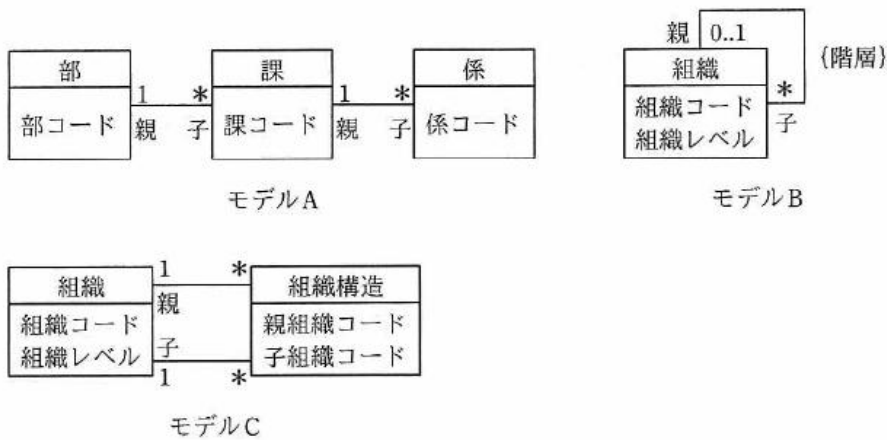 部
部コード
1
*
親
子
課
課コード
1
*
親
子
係
係コード
モデルA
親
0..1
{階層}
組織
組織コード
組織レベル
*
子
モデルB
組織
組織コード
組織レベル
1
*
親
子
1
*
組織構造
親組織コード
子組織コード
モデルC